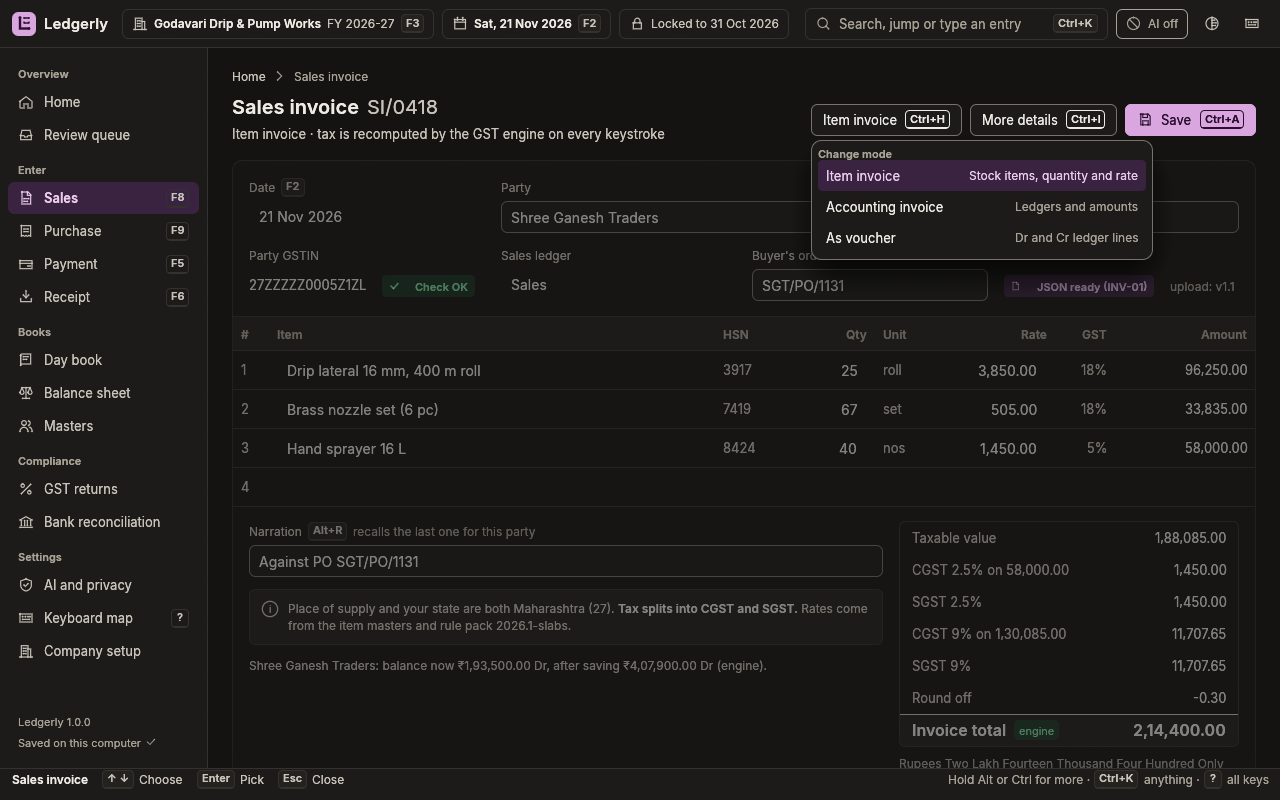 Ledgerly
Godavari Drip & Pump Works FY 2026-27 F3
Sat, 21 Nov 2026 F2
Locked to 31 Oct 2026
Search, jump or type an entry Ctrl+K
AI off
Overview
Home
Review queue
Enter
Sales F8
Purchase F9
Payment F5
Receipt F6
Books
Day book
Balance sheet
Masters
Compliance
GST returns
Bank reconciliation
Settings
AI and privacy
Keyboard map ?
Company setup
Ledgerly 1.0.0
Saved on this computer
Home Sales invoice
Sales invoice SI/0418
Item invoice · tax is recomputed by the GST engine on every keystroke
Item invoice Ctrl+H
More details Ctrl+I
Save Ctrl+A
Change mode
Item invoice Stock items, quantity and rate
Accounting invoice Ledgers and amounts
As voucher Dr and Cr ledger lines
Date F2
21 Nov 2026
Party
Shree Ganesh Traders
Party GSTIN
27ZZZZZ0005Z1ZL Check OK
Sales ledger
Sales
Buyer's
SGT/PO/1131
JSON ready (INV-01) upload: v1.1
# Item HSN Qty Unit Rate GST Amount
1 Drip lateral 16 mm, 400 m roll 3917 25 roll 3,850.00 18% 96,250.00
2 Brass nozzle set (6 pc) 7419 67 set 505.00 18% 33,835.00
3 Hand sprayer 16 L 8424 40 nos 1,450.00 5% 58,000.00
4
Narration Alt+R recalls the last one for this party
Against PO SGT/PO/1131
Place of supply and your state are both Maharashtra (27). Tax splits into CGST and SGST. Rates come
from the item masters and rule pack 2026.1-slabs.
Shree Ganesh Traders: balance now ₹1,93,500.00 Dr, after saving ₹4,07,900.00 Dr (engine).
Taxable value 1,88,085.00
CGST 2.5% on 58,000.00 1,450.00
SGST 2.5% 1,450.00
CGST 9% on 1,30,085.00 11,707.65
SGST 9% 11,707.65
Round off -0.30
Invoice total engine 2,14,400.00
Rupees Two Lakh Fourteen Thousand Four Hundred Only
Sales invoice ↑ ↓ Choose Enter Pick Esc Close
Hold Alt or Ctrl for more · Ctrl+K anything · ? all keys